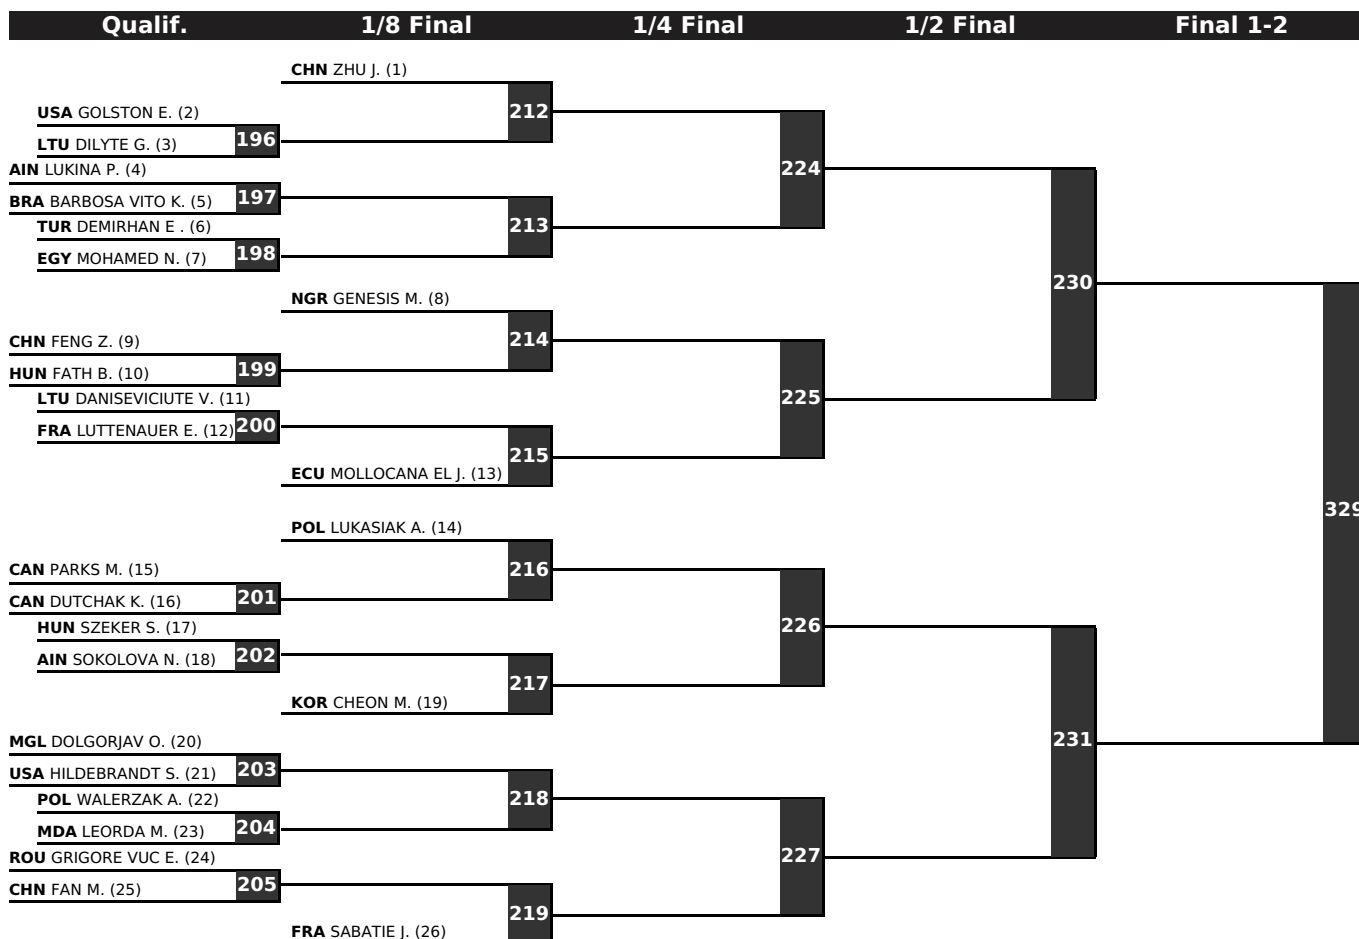 Qualif. 1/8 Final 1/4 Final 1/2 Final Final 1-2
CHN ZHU J. (1)
212
USA GOLSTON E. (2)
LTU DILYTE G. (3)
196
AIN LUKINA P. (4)
224
BRA BARBOSA VITO K. (5)
197
TUR DEMIRHAN E . (6)
213
EGY MOHAMED N. (7)
198
230
NGR GENESIS M. (8)
214
CHN FENG Z. (9)
HUN FATH B. (10)
199
LTU DANISEVICIUTE V. (11)
225
FRA LUTTENAUER E. (12)
200
215
ECU MOLLOCANA EL J. (13)
329
POL LUKASIAK A. (14)
216
CAN PARKS M. (15)
CAN DUTCHAK K. (16)
201
HUN SZEKER S. (17)
226
AIN SOKOLOVA N. (18)
202
217
KOR CHEON M. (19)
MGL DOLGORJAV O. (20)
231
USA HILDEBRANDT S. (21)
203
POL WALERZAK A. (22)
218
MDA LEORDA M. (23)
204
ROU GRIGORE VUC E. (24)
227
CHN FAN M. (25)
205
219
FRA SABATIE J. (26)